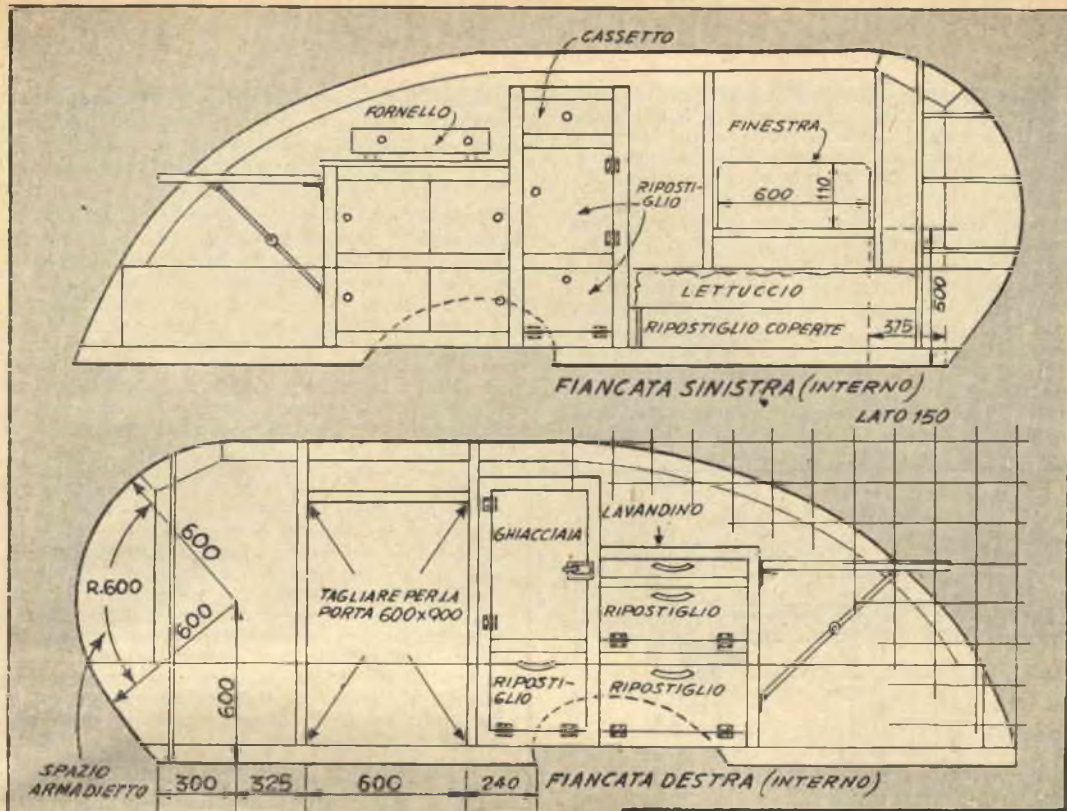 CASSETTO
FORNELLO
FINESTRA
RIPOSTI-
GLIO
600
110
LETTUCCIO
RIPOSTIGLIO COPERTE
375
600
FIANCATA SINISTRA (INTERNO)
LATO 150
LAVANDINO
GHIACCIAIA
600
R.600
600
TAGLIARE PER LA
PORTA 600x900
RIPOSTIGLIO
RIPOSTI-
GLIO
RIPOSTIGLIO
600
SPAZIO
ARMADIETTO
300
325
600
240
FIANCATA DESTRA (INTERNO)